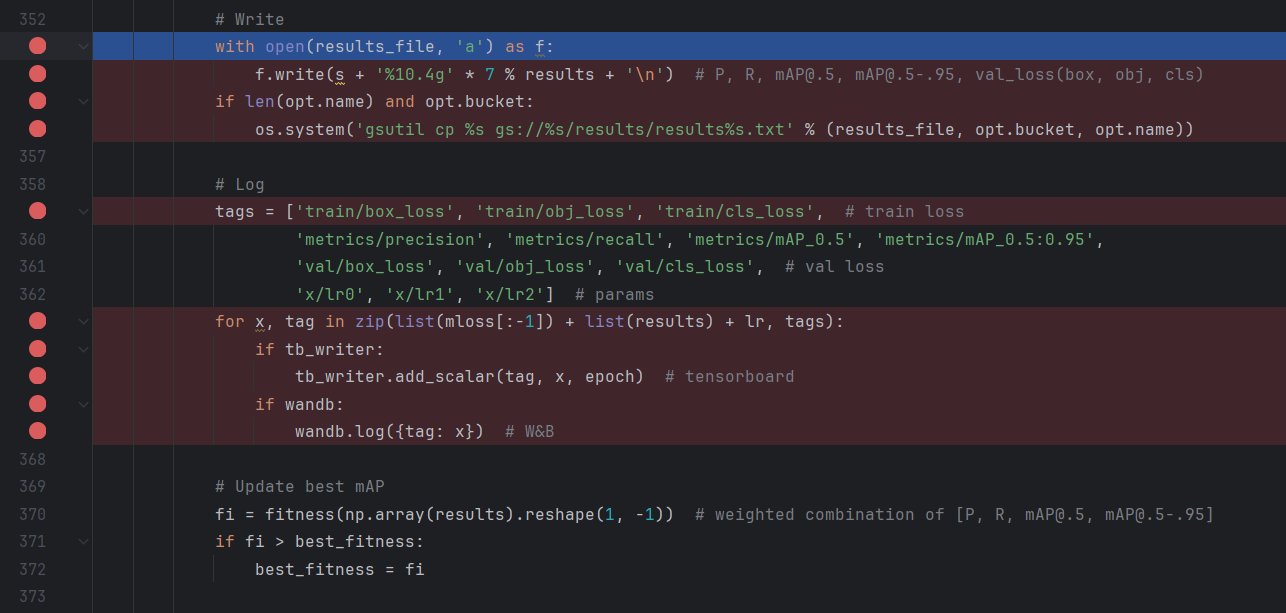 352 # Write
with open(results_file, 'a') as f:
f.write(s + '%10.4g' * 7 % results + '\n')  # P, R, mAP@.5, mAP@.5-.95, val_loss(box, obj, cls)
if len(opt.name) and opt.bucket:
os.system('gsutil cp %s gs://%s/results/results%s.txt' % (results_file, opt.bucket, opt.name))
357
358 # Log
tags = ['train/box_loss', 'train/obj_loss', 'train/cls_loss',  # train loss
360 'metrics/precision', 'metrics/recall', 'metrics/mAP_0.5', 'metrics/mAP_0.5:0.95',
361 'val/box_loss', 'val/obj_loss', 'val/cls_loss',  # val loss
362 'x/lr0', 'x/lr1', 'x/lr2']  # params
for x, tag in zip(list(mloss[:-1]) + list(results) + lr, tags):
if tb_writer:
tb_writer.add_scalar(tag, x, epoch)  # tensorboard
if wandb:
wandb.log({tag: x})  # W&B
368
369 # Update best mAP
370 fi = fitness(np.array(results).reshape(1, -1))  # weighted combination of [P, R, mAP@.5, mAP@.5-.95]
371 if fi > best_fitness:
372 best_fitness = fi
373